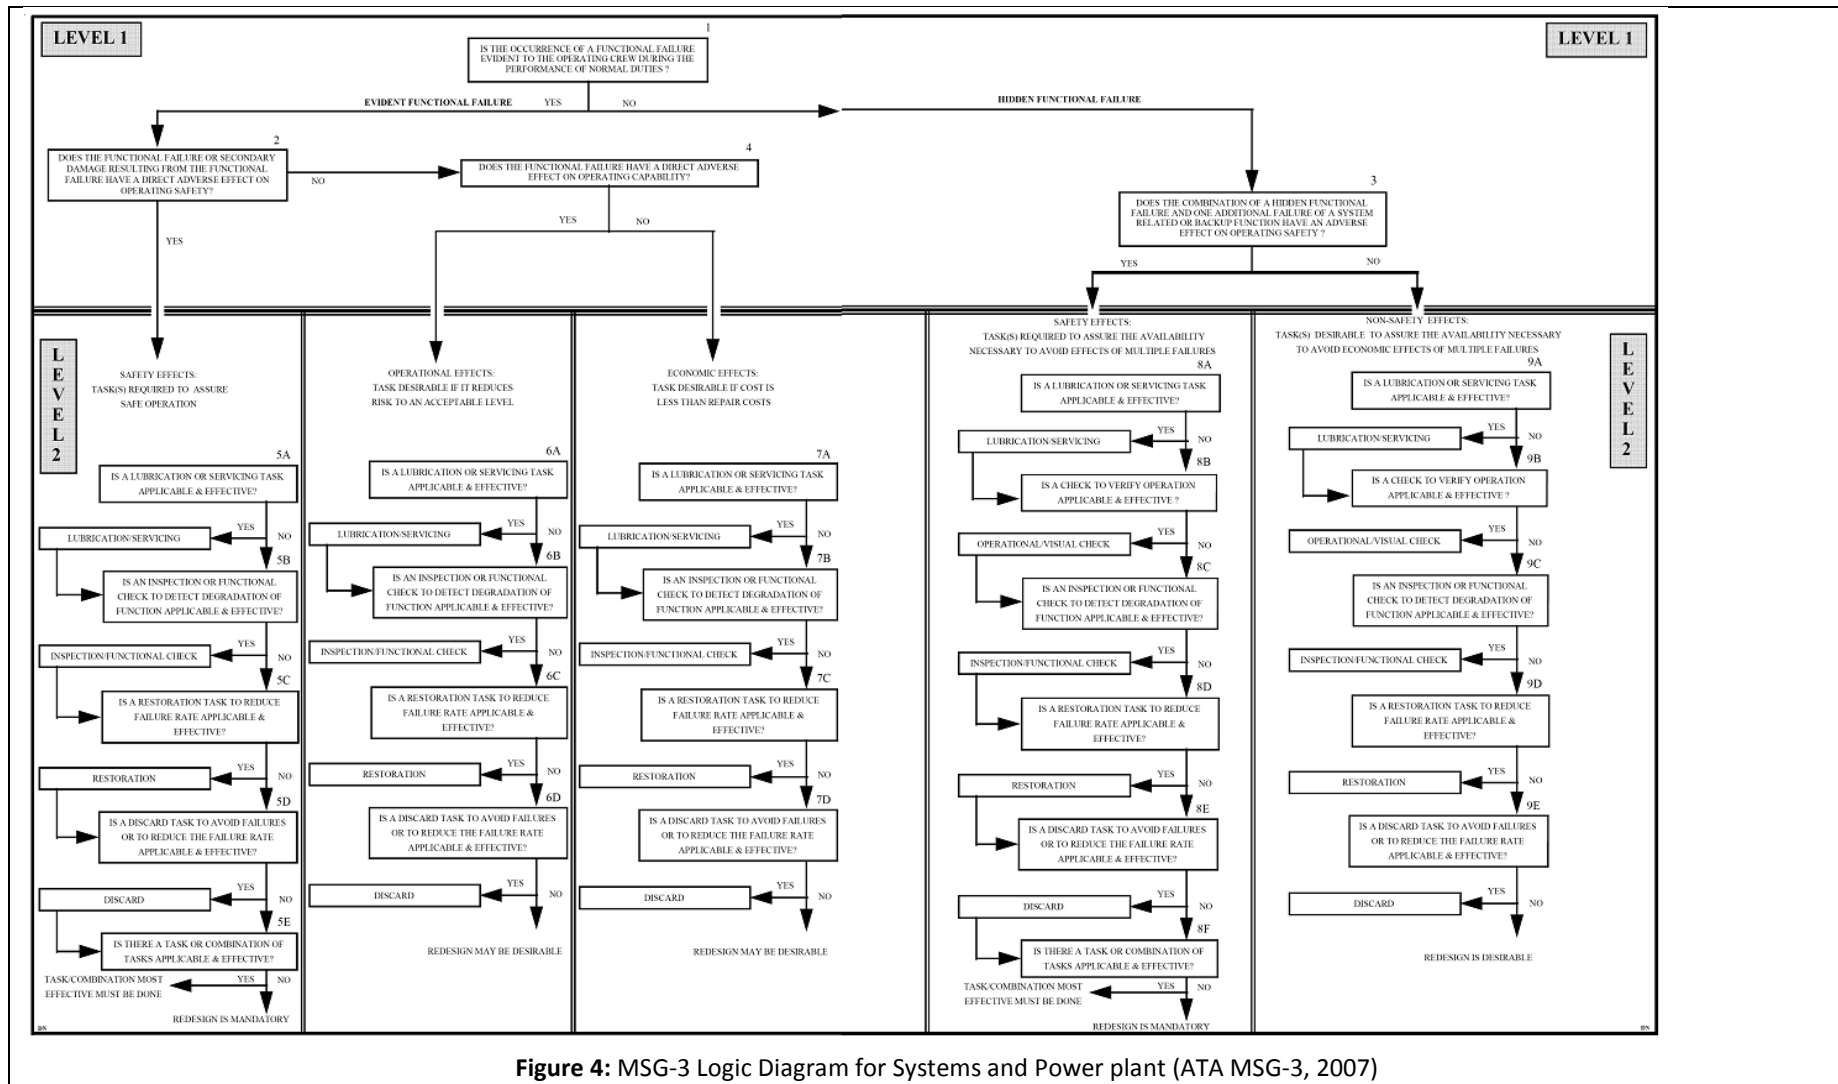 LEVEL 1
LEVEL 1
1
IS THE OCCURRENCE OF A FUNCTIONAL FAILURE
EVIDENT TO THE OPERATING CREW DURING THE
PERFORMANCE OF NORMAL DUTIES ?
EVIDENT FUNCTIONAL FAILURE
YES
NO
HIDDEN FUNCTIONAL FAILURE
2
DOES THE FUNCTIONAL FAILURE OR SECONDARY
DAMAGE RESULTING FROM THE FUNCTIONAL
FAILURE HAVE A DIRECT ADVERSE EFFECT ON
OPERATING SAFETY?
NO
YES
4
DOES THE FUNCTIONAL FAILURE HAVE A DIRECT ADVERSE
EFFECT ON OPERATING CAPABILITY?
YES
NO
3
DOES THE COMBINATION OF A HIDDEN FUNCTIONAL
FAILURE AND ONE ADDITIONAL FAILURE OF A SYSTEM
RELATED OR BACKUP FUNCTION HAVE AN ADVERSE
EFFECT ON OPERATING SAFETY ?
YES
NO
L
E
V
E
L
2
SAFETY EFFECTS:
TASK(S) REQUIRED TO ASSURE
SAFE OPERATION
5A
IS A LUBRICATION OR SERVICING TASK
APPLICABLE & EFFECTIVE?
YES
NO
LUBRICATION/SERVICING
5B
IS AN INSPECTION OR FUNCTIONAL
CHECK TO DETECT DEGRADATION OF
FUNCTION APPLICABLE & EFFECTIVE?
YES
NO
INSPECTION/FUNCTIONAL CHECK
5C
IS A RESTORATION TASK TO REDUCE
FAILURE RATE APPLICABLE &
EFFECTIVE?
YES
NO
RESTORATION
5D
IS A DISCARD TASK TO AVOID FAILURES
OR TO REDUCE THE FAILURE RATE
APPLICABLE & EFFECTIVE?
YES
NO
DISCARD
5E
IS THERE A TASK OR COMBINATION OF
TASKS APPLICABLE & EFFECTIVE?
YES
NO
TASK/COMBINATION MOST
EFFECTIVE MUST BE DONE
REDESIGN IS MANDATORY
OPERATIONAL EFFECTS:
TASK DESIRABLE IF IT REDUCES
RISK TO AN ACCEPTABLE LEVEL
6A
IS A LUBRICATION OR SERVICING TASK
APPLICABLE & EFFECTIVE?
YES
NO
LUBRICATION/SERVICING
6B
IS AN INSPECTION OR FUNCTIONAL
CHECK TO DETECT DEGRADATION OF
FUNCTION APPLICABLE & EFFECTIVE?
YES
NO
INSPECTION/FUNCTIONAL CHECK
6C
IS A RESTORATION TASK TO REDUCE
FAILURE RATE APPLICABLE &
EFFECTIVE?
YES
NO
RESTORATION
6D
IS A DISCARD TASK TO AVOID FAILURES
OR TO REDUCE THE FAILURE RATE
APPLICABLE & EFFECTIVE?
YES
NO
DISCARD
REDESIGN MAY BE DESIRABLE
ECONOMIC EFFECTS:
TASK DESIRABLE IF COST IS
LESS THAN REPAIR COSTS
7A
IS A LUBRICATION OR SERVICING TASK
APPLICABLE & EFFECTIVE?
YES
NO
LUBRICATION/SERVICING
7B
IS AN INSPECTION OR FUNCTIONAL
CHECK TO DETECT DEGRADATION OF
FUNCTION APPLICABLE & EFFECTIVE?
YES
NO
INSPECTION/FUNCTIONAL CHECK
7C
IS A RESTORATION TASK TO REDUCE
FAILURE RATE APPLICABLE &
EFFECTIVE?
YES
NO
RESTORATION
7D
IS A DISCARD TASK TO AVOID FAILURES
OR TO REDUCE THE FAILURE RATE
APPLICABLE & EFFECTIVE?
YES
NO
DISCARD
REDESIGN MAY BE DESIRABLE
SAFETY EFFECTS:
TASK(S) REQUIRED TO ASSURE THE AVAILABILITY
NECESSARY TO AVOID EFFECTS OF MULTIPLE FAILURES
8A
IS A LUBRICATION OR SERVICING TASK
APPLICABLE & EFFECTIVE?
YES
NO
LUBRICATION/SERVICING
8B
IS A CHECK TO VERIFY OPERATION
APPLICABLE & EFFECTIVE ?
YES
NO
OPERATIONAL/VISUAL CHECK
8C
IS AN INSPECTION OR FUNCTIONAL
CHECK TO DETECT DEGRADATION OF
FUNCTION APPLICABLE & EFFECTIVE?
YES
NO
INSPECTION/FUNCTIONAL CHECK
8D
IS A RESTORATION TASK TO REDUCE
FAILURE RATE APPLICABLE &
EFFECTIVE?
YES
NO
RESTORATION
8E
IS A DISCARD TASK TO AVOID FAILURES
OR TO REDUCE THE FAILURE RATE
APPLICABLE & EFFECTIVE?
YES
NO
DISCARD
8F
IS THERE A TASK OR COMBINATION OF
TASKS APPLICABLE & EFFECTIVE?
YES
NO
TASK/COMBINATION MOST
EFFECTIVE MUST BE DONE
REDESIGN IS MANDATORY
NON-SAFETY EFFECTS:
TASK(S) DESIRABLE TO ASSURE THE AVAILABILITY NECESSARY
TO AVOID ECONOMIC EFFECTS OF MULTIPLE FAILURES
9A
IS A LUBRICATION OR SERVICING TASK
APPLICABLE & EFFECTIVE?
YES
NO
LUBRICATION/SERVICING
9B
IS A CHECK TO VERIFY OPERATION
APPLICABLE & EFFECTIVE ?
YES
NO
OPERATIONAL/VISUAL CHECK
9C
IS AN INSPECTION OR FUNCTIONAL
CHECK TO DETECT DEGRADATION OF
FUNCTION APPLICABLE & EFFECTIVE?
YES
NO
INSPECTION/FUNCTIONAL CHECK
9D
IS A RESTORATION TASK TO REDUCE
FAILURE RATE APPLICABLE &
EFFECTIVE?
YES
NO
RESTORATION
9E
IS A DISCARD TASK TO AVOID FAILURES
OR TO REDUCE THE FAILURE RATE
APPLICABLE & EFFECTIVE?
YES
NO
DISCARD
REDESIGN IS DESIRABLE
L
E
V
E
L
2
Figure 4: MSG-3 Logic Diagram for Systems and Power plant (ATA MSG-3, 2007)